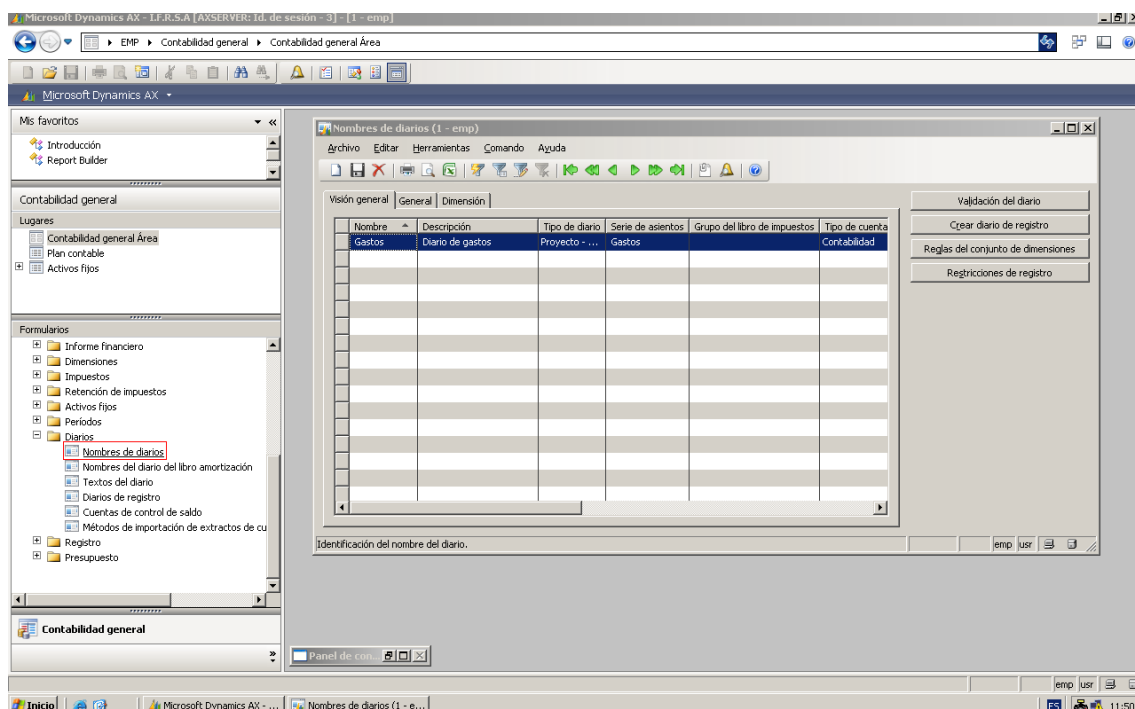 Microsoft Dynamics AX - I.F.R.S.A [AXSERVER: Id. de sesión - 3] - [1 - emp]
EMP Contabilidad general Contabilidad general Área
Microsoft Dynamics AX
Mis favoritos
Introducción
Report Builder
Contabilidad general
Lugares
Contabilidad general Área
Plan contable
Activos fijos
Formularios
Informe financiero
Dimensiones
Impuestos
Retención de impuestos
Activos fijos
Períodos
Diarios
Nombres de diarios
Nombres del diario del libro amortización
Textos del diario
Diarios de registro
Cuentas de control de saldo
Métodos de importación de extractos de cu
Registro
Presupuesto
Contabilidad general
Nombres de diarios (1 - emp)
Archivo Editar Herramientas Comando Ayuda
Visión general General Dimensión
Nombre Descripción Tipo de diario Serie de asientos Grupo del libro de impuestos Tipo de cuenta
Gastos Diario de gastos Proyecto - ... Gastos Contabilidad
Validación del diario
Crear diario de registro
Reglas del conjunto de dimensiones
Restricciones de registro
Identificación del nombre del diario.
emp usr
Panel de con...
emp usr
Inicio Microsoft Dynamics AX - ... Nombres de diarios (1 - e... ES 11:50